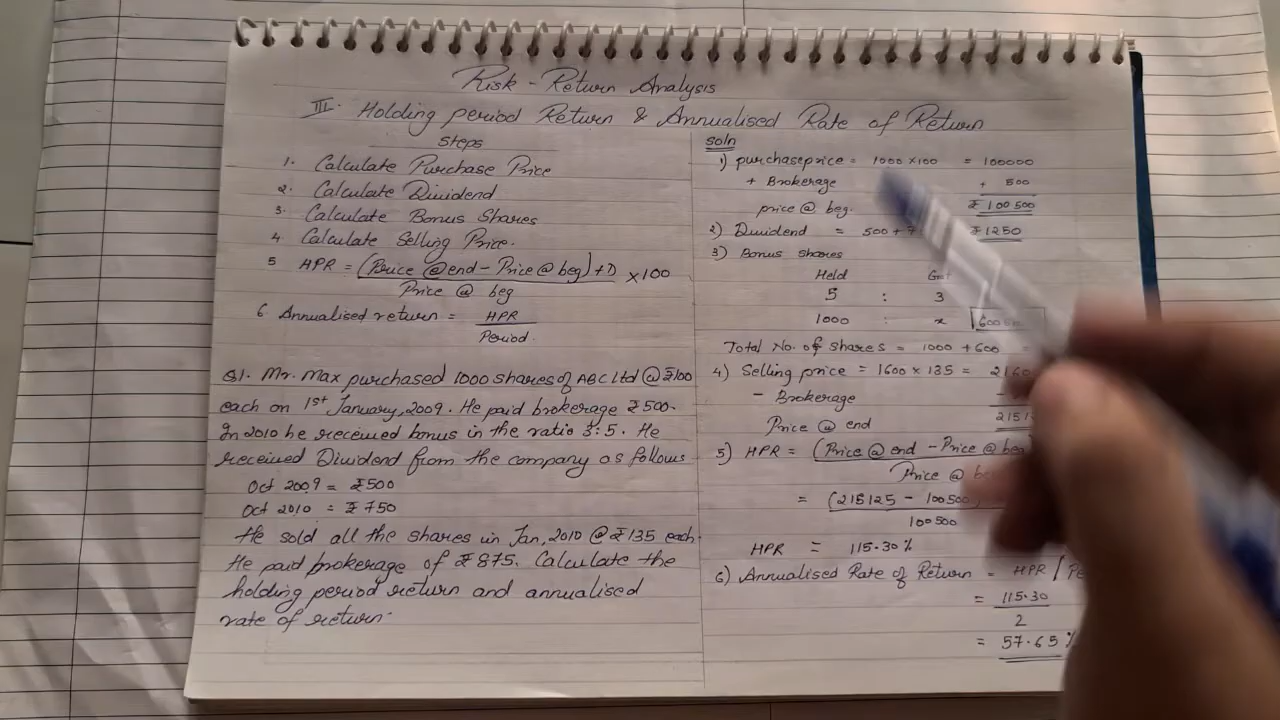 Risk - Return Analysis
III. Holding period Return & Annualised Rate of Return
Steps
1. Calculate Purchase Price
2. Calculate Dividend
3. Calculate Bonus Shares
4. Calculate Selling Price.
5 HPR = (Price @ end - Price @ beg) + D × 100
Price @ beg
6 Annualised return = HPR
Period.
Q1. Mr. Max purchased 1000 shares of ABC Ltd @ ₹100
each on 1st January, 2009. He paid brokerage ₹500.
In 2010 he received bonus in the ratio 3:5. He
received Dividend from the company as follows
Oct 2009 = ₹500
Oct 2010 = ₹750
He sold all the shares in Jan, 2010 @ ₹135 each
He paid brokerage of ₹875. Calculate the
holding period return and annualised
rate of return.
Soln
1) purchase price = 1000 × 100 = 100000
+ Brokerage + 500
price @ beg. ₹ 100500
2) Dividend = 500 + ₹1250
3) Bonus shares
Held
5 : 3
1000 : x 600
Total No. of shares = 1000 + 600 =
4) Selling price = 1600 × 135 =
- Brokerage
Price @ end
5) HPR = (Price @ end - Price @ beg)
Price @
= (215125 - 100500)
100500
HPR = 115.30%
6) Annualised Rate of Return = HPR /
= 115.30
2
= 57.65%